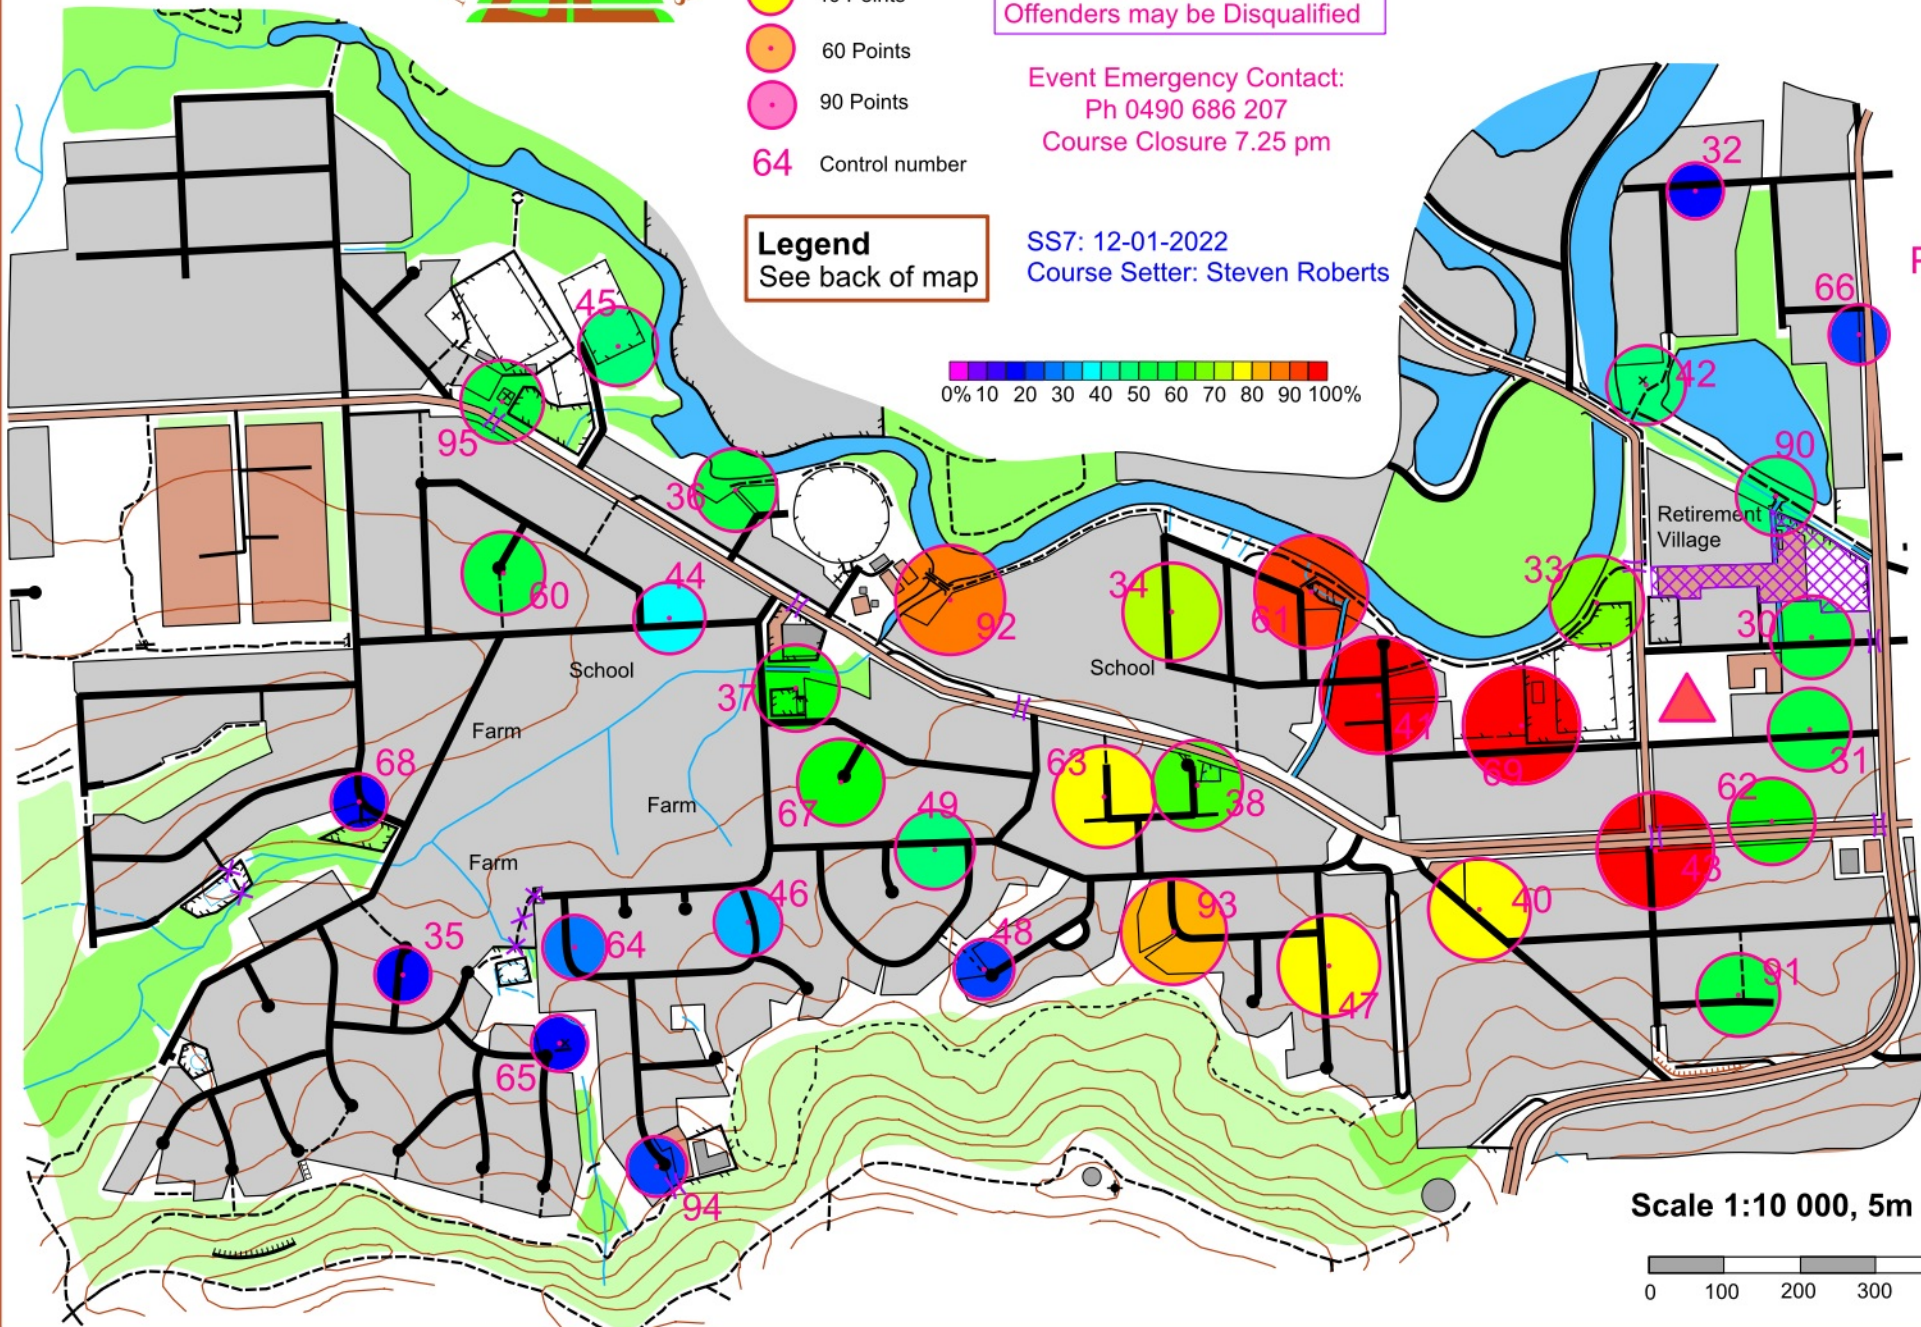 Offenders may be Disqualified
60 Points
90 Points
64 Control number
Event Emergency Contact:
Ph 0490 686 207
Course Closure 7.25 pm
Legend
See back of map
SS7: 12-01-2022
Course Setter: Steven Roberts
0% 10 20 30 40 50 60 70 80 90 100%
32
66
45
42
95
90
36
Retirement
Village
60
44
92
34
61
33
30
School
School
37
41
69
31
Farm
68
63
38
62
Farm
67
49
43
Farm
46
93
40
35
64
48
47
91
65
94
Scale 1:10 000, 5m
0 100 200 300